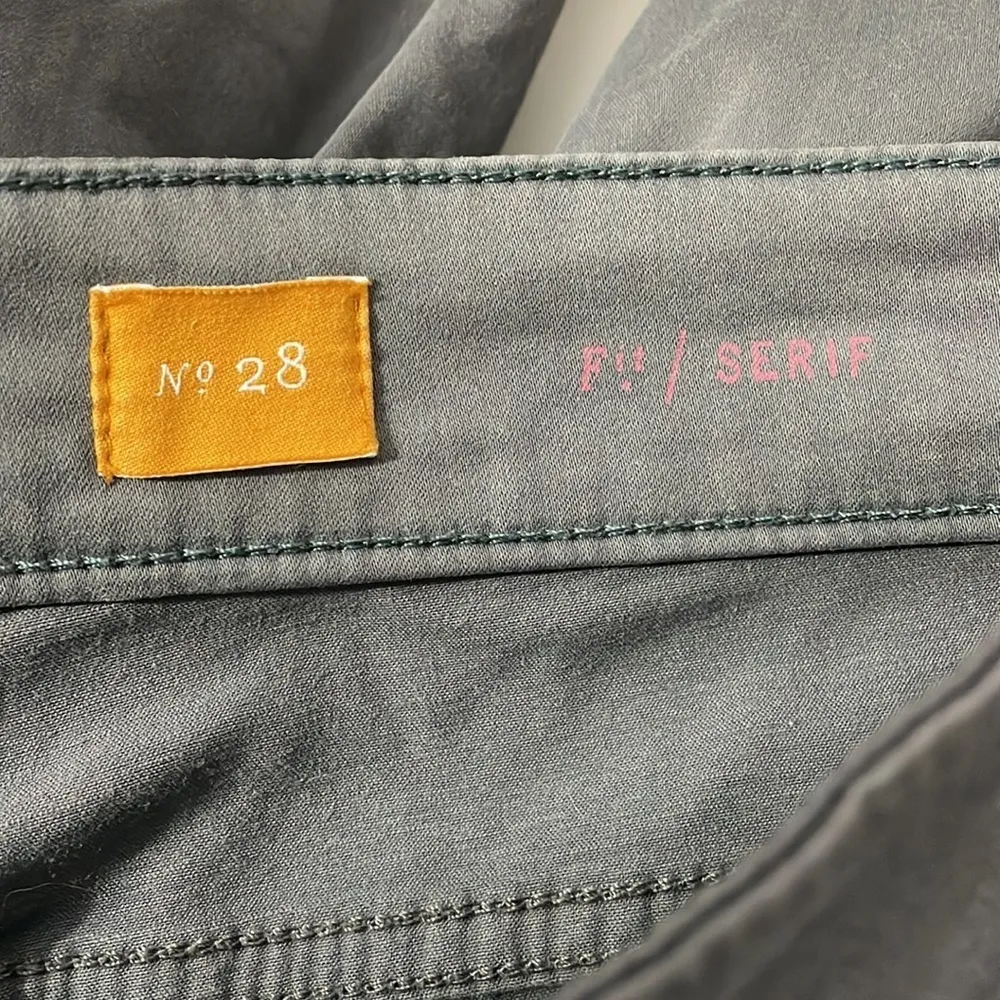 Nº 28
Fit / SERIF